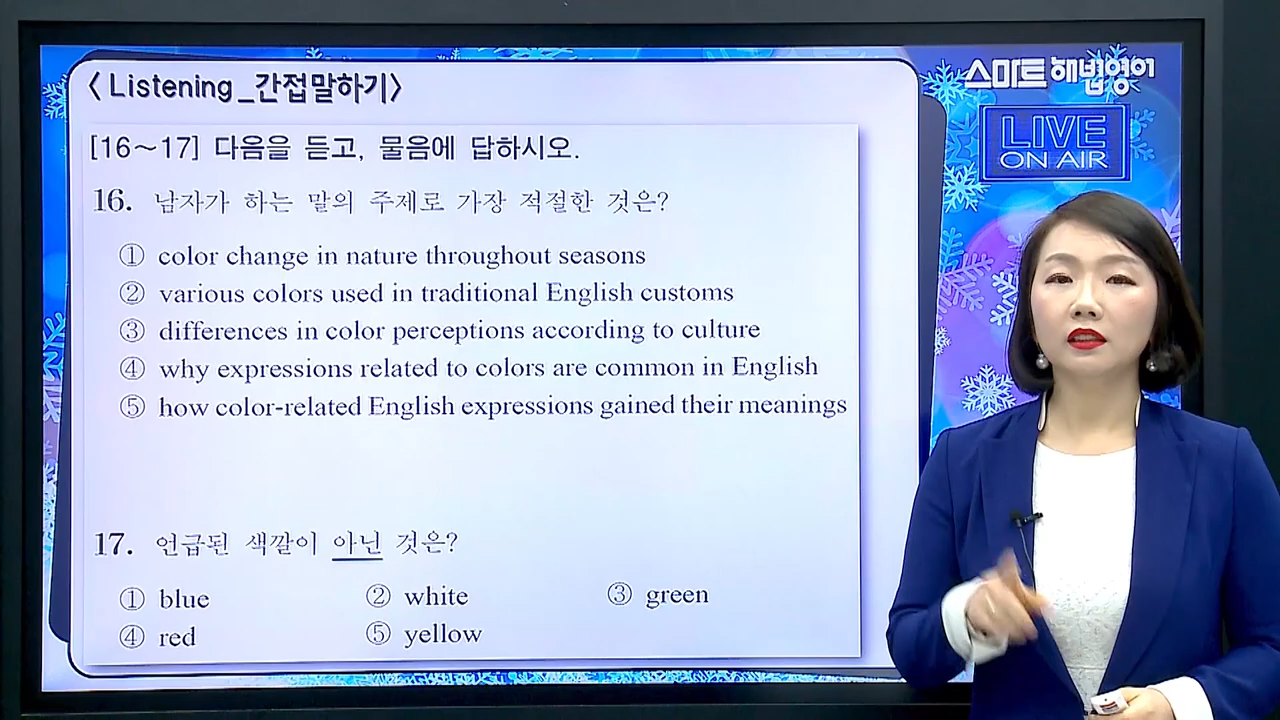 < Listening_간접말하기>
스마트 해법영어
LIVE
ON AIR
[16~17] 다음을 듣고, 물음에 답하시오.
16. 남자가 하는 말의 주제로 가장 적절한 것은?
① color change in nature throughout seasons
② various colors used in traditional English customs
③ differences in color perceptions according to culture
④ why expressions related to colors are common in English
⑤ how color-related English expressions gained their meanings
17. 언급된 색깔이 아닌 것은?
① blue ② white ③ green
④ red ⑤ yellow